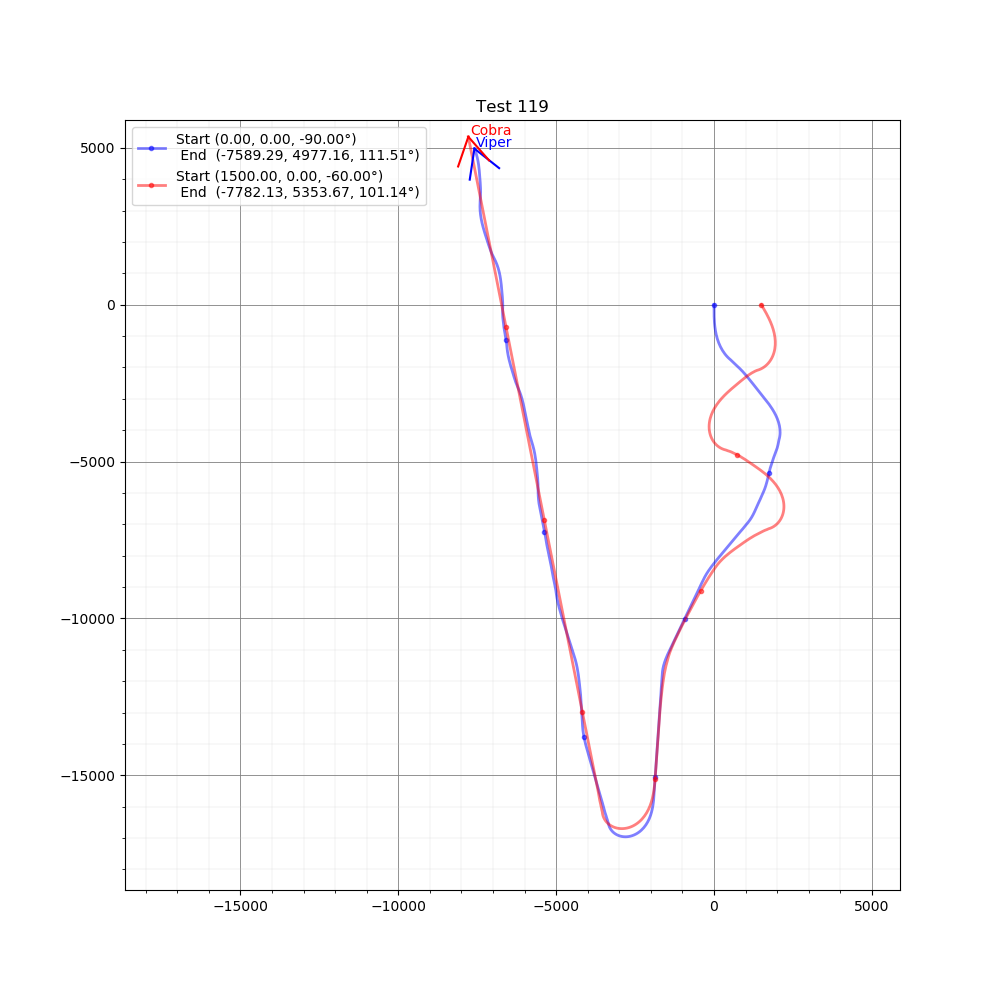 Test 119
Start (0.00, 0.00, -90.00°)
End (-7589.29, 4977.16, 111.51°)
Start (1500.00, 0.00, -60.00°)
End (-7782.13, 5353.67, 101.14°)
Cobra
Viper
5000
0
−5000
−10000
−15000
−15000 −10000 −5000 0 5000